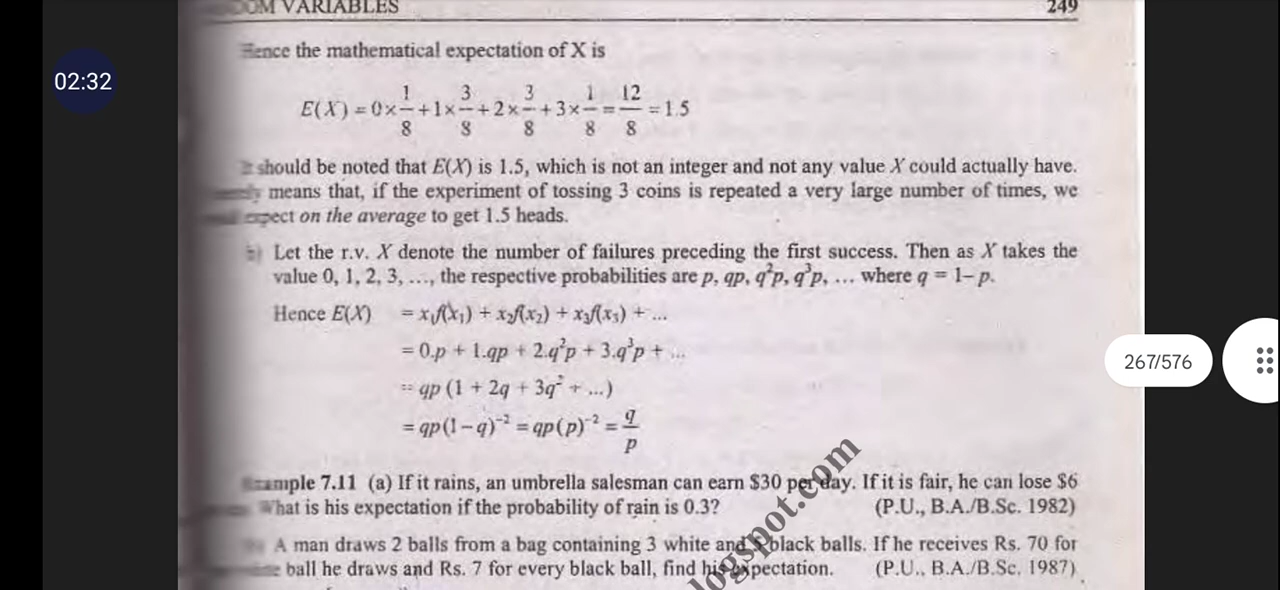 VARIABLES 249
02:32
the mathematical expectation of X is
E(X) = 0×1/8 + 1×3/8 + 2×3/8 + 3×1/8 = 12/8 = 1.5
should be noted that E(X) is 1.5, which is not an integer and not any value X could actually have.
means that, if the experiment of tossing 3 coins is repeated a very large number of times, we
expect on the average to get 1.5 heads.
Let the r.v. X denote the number of failures preceding the first success. Then as X takes the
value 0, 1, 2, 3, ..., the respective probabilities are p, qp, q²p, q³p, ... where q = 1–p.
Hence E(X) = x₁f(x₁) + x₂f(x₂) + x₃f(x₃) + ...
= 0.p + 1.qp + 2.q²p + 3.q³p + ...
267/576
= qp (1 + 2q + 3q² + ...)
= qp(1–q)⁻² = qp(p)⁻² = q/p
7.11 (a) If it rains, an umbrella salesman can earn $30 per day. If it is fair, he can lose $6
What is his expectation if the probability of rain is 0.3? (P.U., B.A./B.Sc. 1982)
A man draws 2 balls from a bag containing 3 white and 5 black balls. If he receives Rs. 70 for
ball he draws and Rs. 7 for every black ball, find his expectation. (P.U., B.A./B.Sc. 1987)
logspot.com